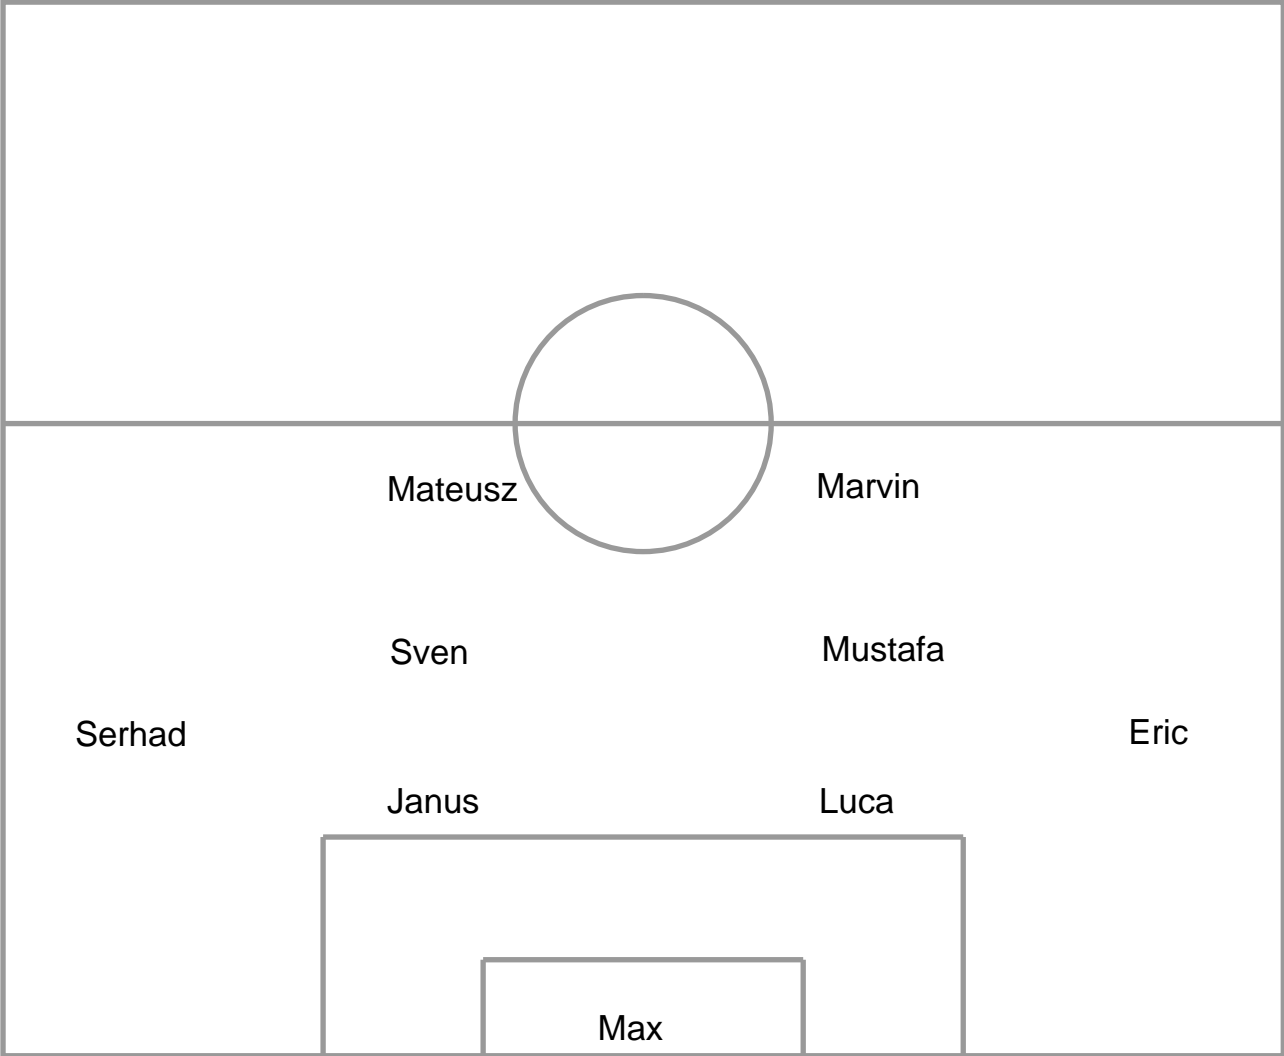 Mateusz
Marvin
Sven
Mustafa
Serhad
Eric
Janus
Luca
Max